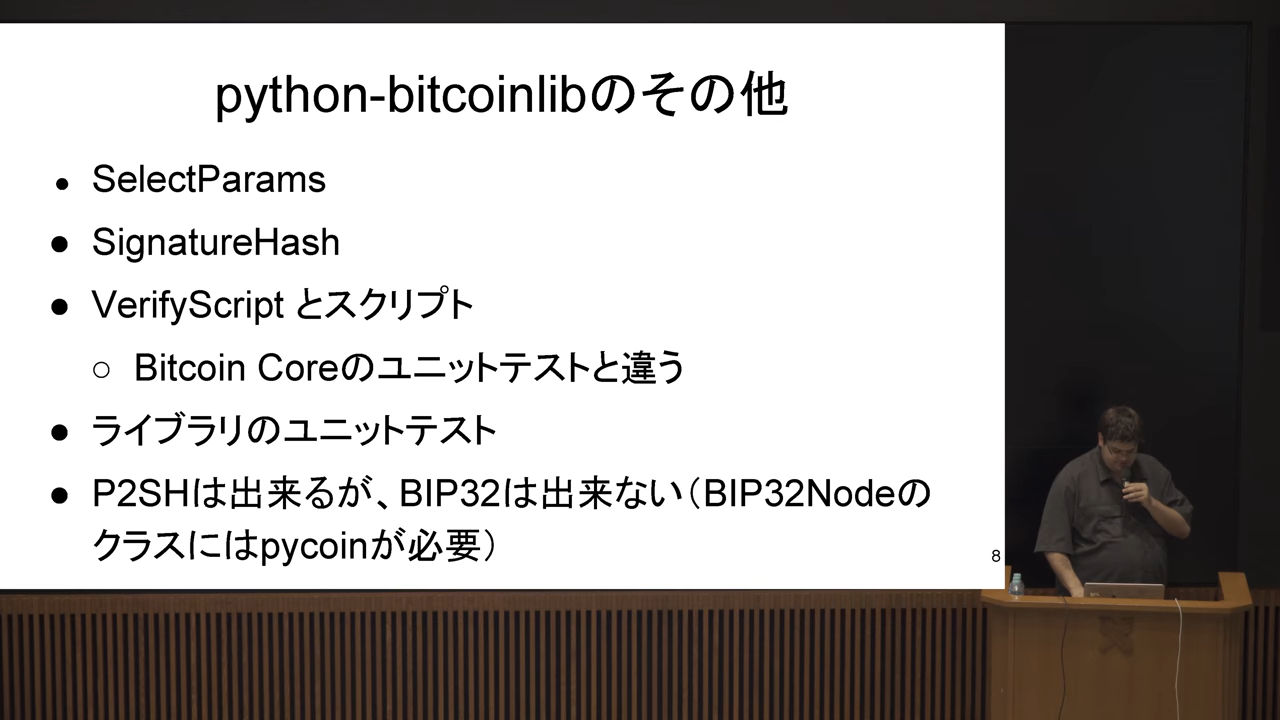 python-bitcoinlibのその他
● SelectParams
● SignatureHash
● VerifyScript とスクリプト
○ Bitcoin Coreのユニットテストと違う
● ライブラリのユニットテスト
● P2SHは出来るが、BIP32は出来ない（BIP32Nodeの
クラスにはpycoinが必要）
8